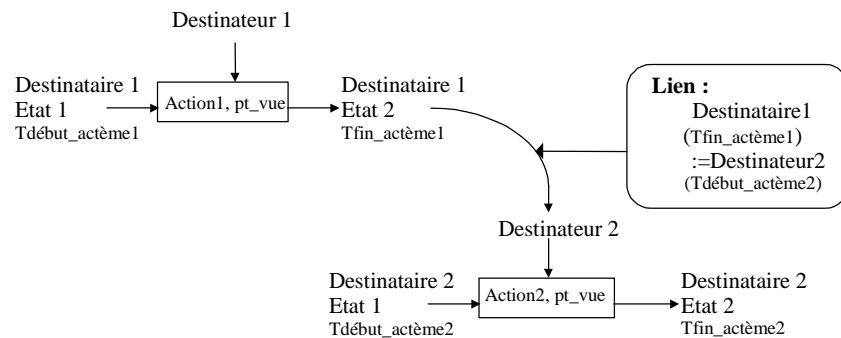 Destinateur 1
Destinataire 1
Etat 1
Tdébut_actème1
Action1, pt_vue
Destinataire 1
Etat 2
Tfin_actème1
Lien :
Destinataire1
(Tfin_actème1)
:=Destinateur2
(Tdébut_actème2)
Destinateur 2
Destinataire 2
Etat 1
Tdébut_actème2
Action2, pt_vue
Destinataire 2
Etat 2
Tfin_actème2